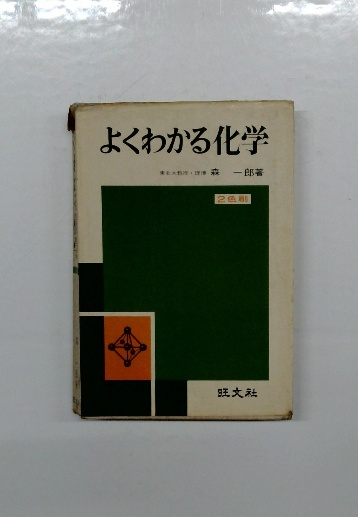 よくわかる化学
森 一郎著
2色刷
旺文社